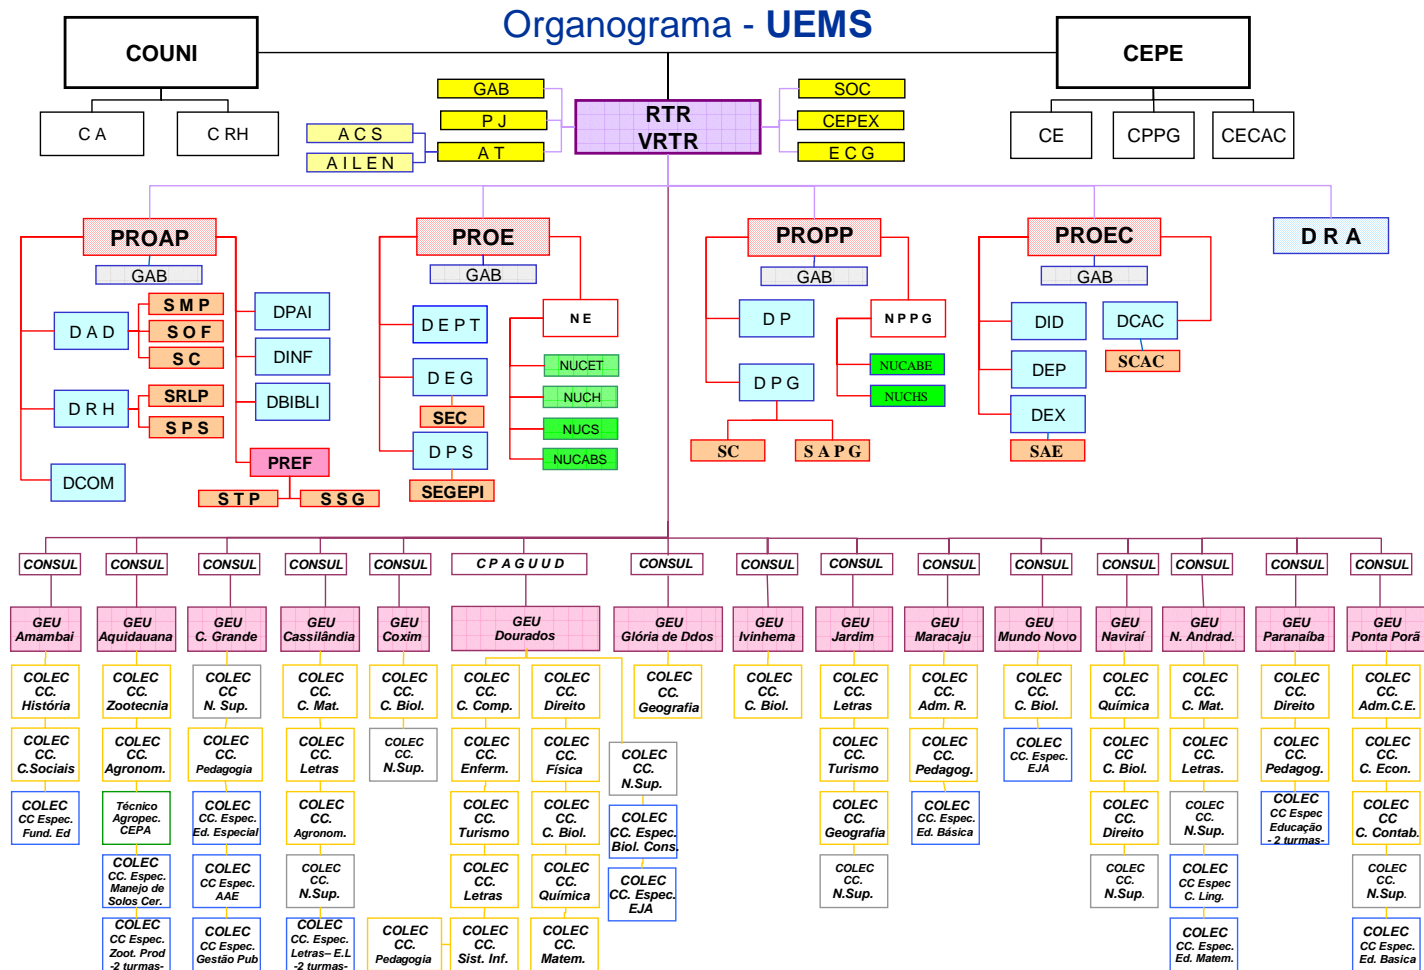 Organograma - UEMS
COUNI
CEPE
C A
C RH
GAB
P J
A T
A C S
A I L E N
RTR
VRTR
SOC
CEPEX
E C G
CE
CPPG
CECAC
PROAP
GAB
D A D
S M P
S O F
S C
D R H
SRLP
S P S
DCOM
DPAI
DINF
DBIBLI
PREF
S T P
S S G
PROE
GAB
D E P T
D E G
SEC
D P S
SEGEPI
N E
NUCET
NUCH
NUCS
NUCABS
PROPP
GAB
D P
D P G
SC
S A P G
N P P G
NUCABE
NUCHS
PROEC
GAB
DID
DEP
DEX
SAE
DCAC
SCAC
D R A
CONSUL
GEU
Amambai
COLEC
CC.
História
COLEC
CC.
C.Sociais
COLEC
CC Espec.
Fund. Ed
CONSUL
GEU
Aquidauana
COLEC
CC.
Zootecnia
COLEC
CC.
Agronom.
Técnico
Agropec.
CEPA
COLEC
CC. Espec.
Manejo de
Solos Cer.
COLEC
CC Espec.
Zoot. Prod
-2 turmas-
CONSUL
GEU
C. Grande
COLEC
CC
N. Sup.
COLEC
CC.
Pedagogia
COLEC
CC. Espec.
Ed. Especial
COLEC
CC Espec.
AAE
COLEC
CC Espec.
Gestão Pub
CONSUL
GEU
Cassilândia
COLEC
CC.
C. Mat.
COLEC
CC.
Letras
COLEC
CC.
Agronom.
COLEC
CC.
N.Sup.
COLEC
CC. Espec.
Letras– E.L
-2 turmas-
CONSUL
GEU
Coxim
COLEC
CC.
C. Biol.
COLEC
CC.
N.Sup.
C P A G U U D
GEU
Dourados
COLEC
CC.
C. Comp.
COLEC
CC.
Enferm.
COLEC
CC.
Turismo
COLEC
CC.
Letras
COLEC
CC.
Sist. Inf.
COLEC
CC.
Pedagogia
COLEC
CC.
Direito
COLEC
CC.
Física
COLEC
CC.
C. Biol.
COLEC
CC.
Química
COLEC
CC.
Matem.
COLEC
CC.
N.Sup.
COLEC
CC. Espec.
Biol. Cons.
COLEC
CC. Espec.
EJA
CONSUL
GEU
Glória de Ddos
COLEC
CC.
Geografia
CONSUL
GEU
Ivinhema
COLEC
CC.
C. Biol.
CONSUL
GEU
Jardim
COLEC
CC.
Letras
COLEC
CC.
Turismo
COLEC
CC.
Geografia
COLEC
CC.
N.Sup.
CONSUL
GEU
Maracaju
COLEC
CC.
Adm. R.
COLEC
CC.
Pedagog.
COLEC
CC. Espec.
Ed. Básica
CONSUL
GEU
Mundo Novo
COLEC
CC.
C. Biol.
COLEC
CC. Espec.
EJA
CONSUL
GEU
Naviraí
COLEC
CC.
Química
COLEC
CC.
C. Biol.
COLEC
CC.
Direito
COLEC
CC.
N.Sup.
CONSUL
GEU
N. Andrad.
COLEC
CC.
C. Mat.
COLEC
CC.
Letras.
COLEC
CC.
N.Sup.
COLEC
CC Espec
C. Ling.
COLEC
CC. Espec.
Ed. Matem.
CONSUL
GEU
Paranaíba
COLEC
CC.
Direito
COLEC
CC.
Pedagog.
COLEC
CC Espec
Educação
- 2 turmas-
CONSUL
GEU
Ponta Porã
COLEC
CC.
Adm.C.E.
COLEC
CC.
C. Econ.
COLEC
CC
C. Contab.
COLEC
CC.
N.Sup.
COLEC
CC Espec.
Ed. Basica